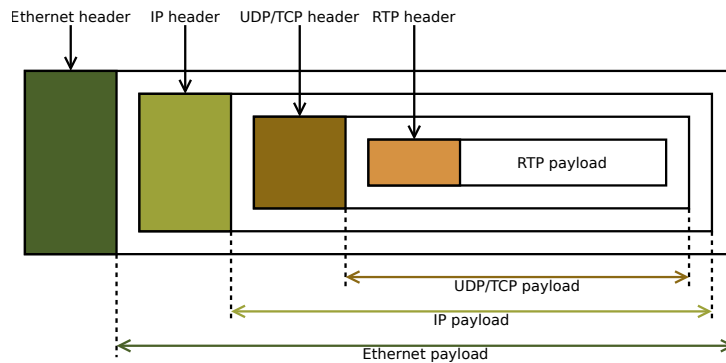 Ethernet header
IP header
UDP/TCP header
RTP header
RTP payload
UDP/TCP payload
IP payload
Ethernet payload